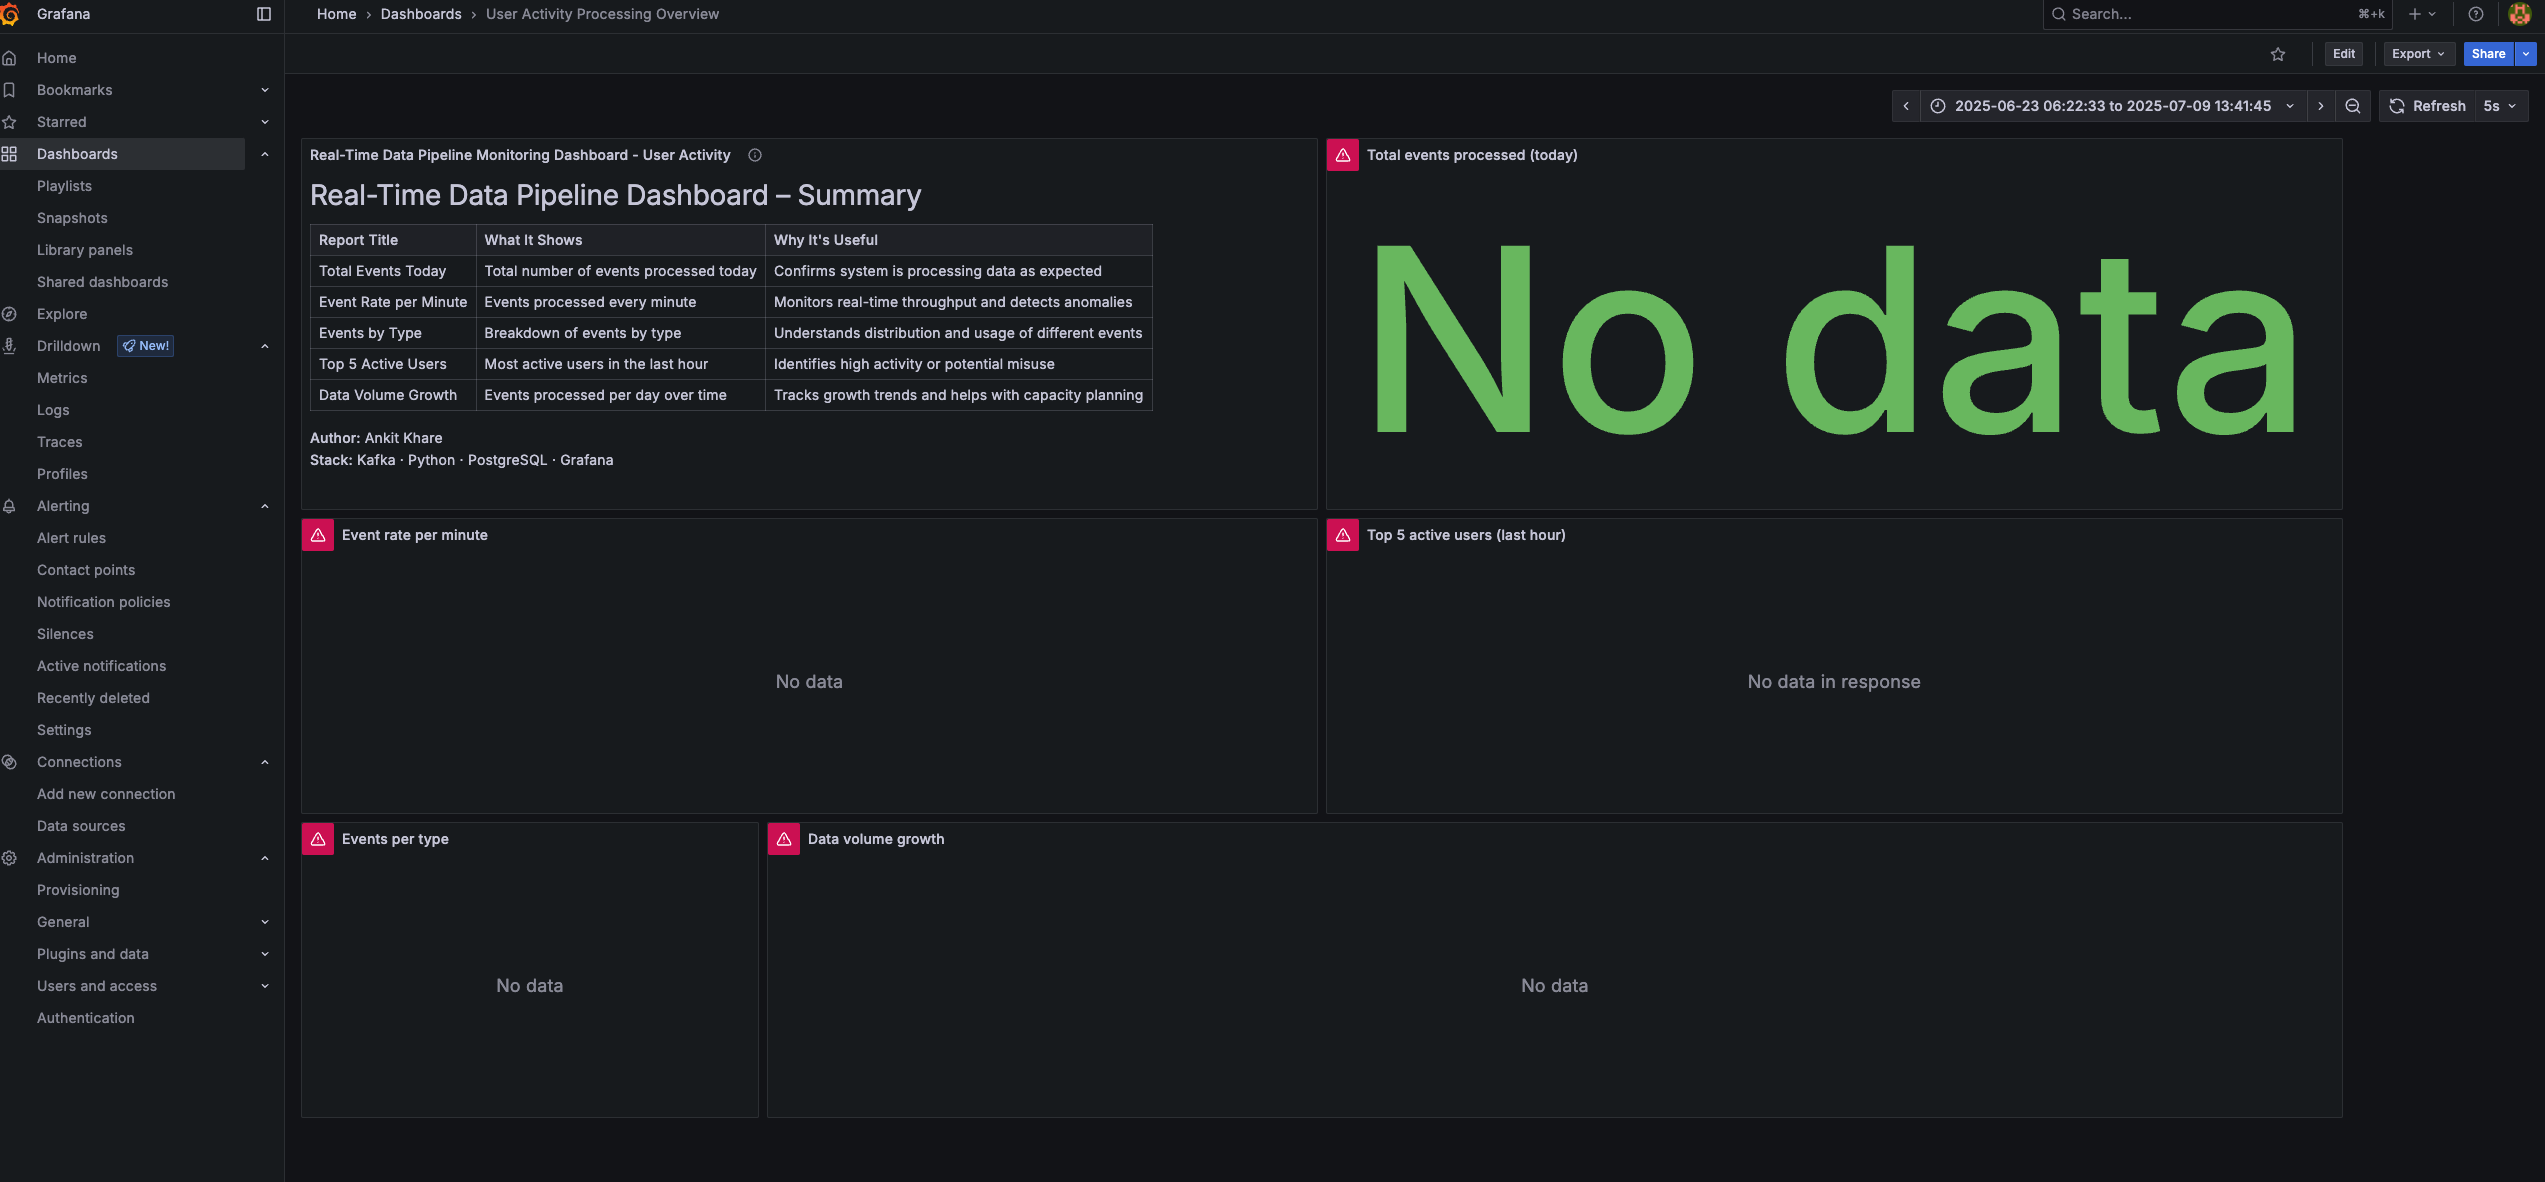 Grafana
Home › Dashboards › User Activity Processing Overview
Search...
⌘+k
Edit
Export
Share
Home
Bookmarks
Starred
Dashboards
Playlists
Snapshots
Library panels
Shared dashboards
Explore
Drilldown New!
Metrics
Logs
Traces
Profiles
Alerting
Alert rules
Contact points
Notification policies
Silences
Active notifications
Recently deleted
Settings
Connections
Add new connection
Data sources
Administration
Provisioning
General
Plugins and data
Users and access
Authentication
2025-06-23 06:22:33 to 2025-07-09 13:41:45
Refresh 5s
Real-Time Data Pipeline Monitoring Dashboard - User Activity
Real-Time Data Pipeline Dashboard – Summary
Report Title What It Shows Why It's Useful
Total Events Today Total number of events processed today Confirms system is processing data as expected
Event Rate per Minute Events processed every minute Monitors real-time throughput and detects anomalies
Events by Type Breakdown of events by type Understands distribution and usage of different events
Top 5 Active Users Most active users in the last hour Identifies high activity or potential misuse
Data Volume Growth Events processed per day over time Tracks growth trends and helps with capacity planning
Author: Ankit Khare
Stack: Kafka · Python · PostgreSQL · Grafana
Total events processed (today)
No data
Event rate per minute
No data
Top 5 active users (last hour)
No data in response
Events per type
No data
Data volume growth
No data